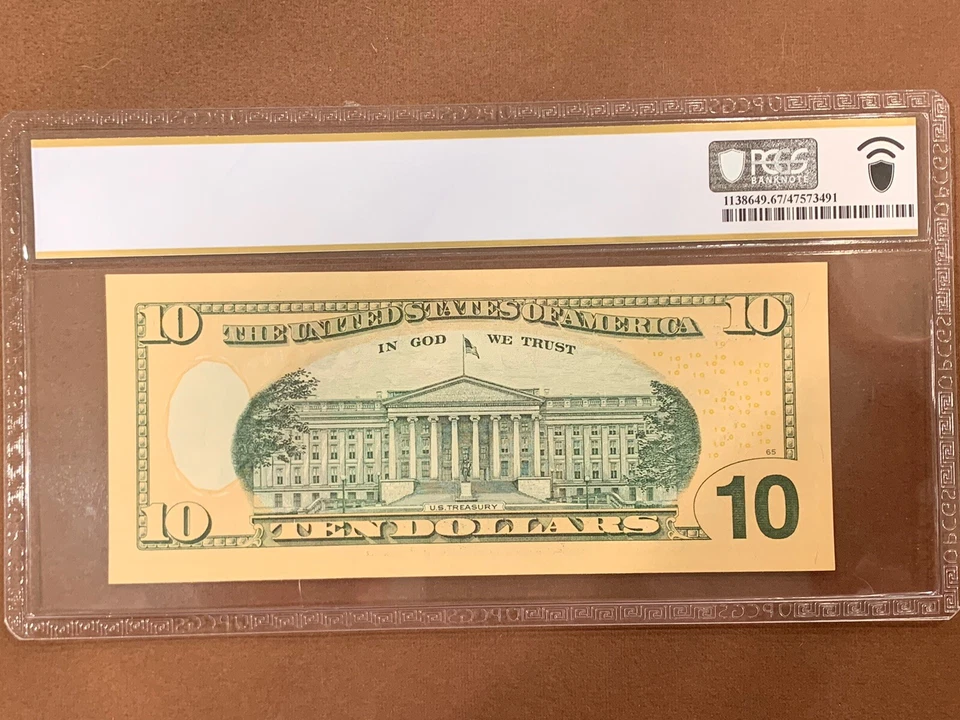 PCGS
BANKNOTE
1138649.67/47573491
10 THE UNITED STATES OF AMERICA 10
IN GOD WE TRUST
65
U.S. TREASURY
10 TEN DOLLARS 10